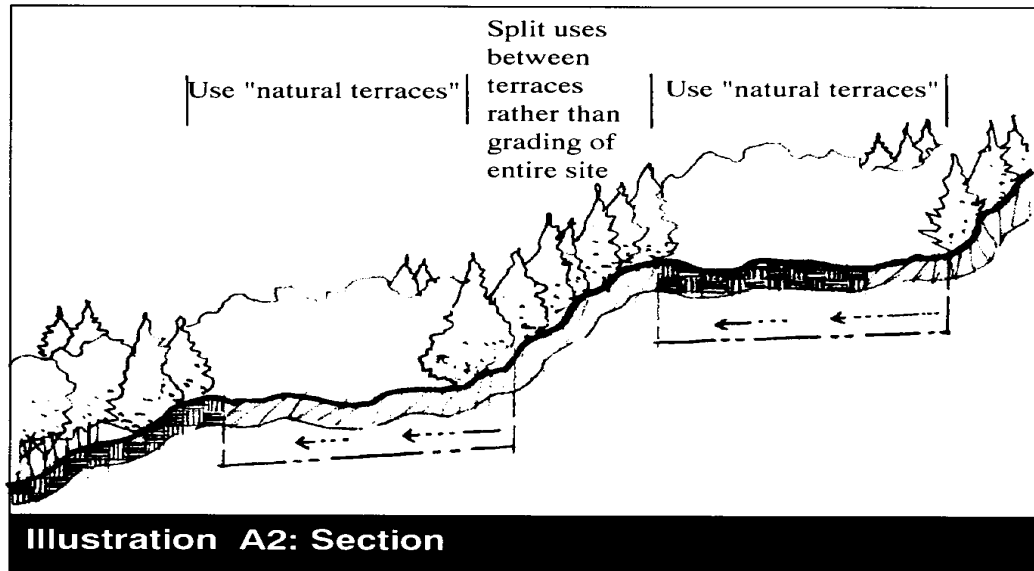 Use "natural terraces"
Split uses
between
terraces
rather than
grading of
entire site
Use "natural terraces"
Illustration A2: Section